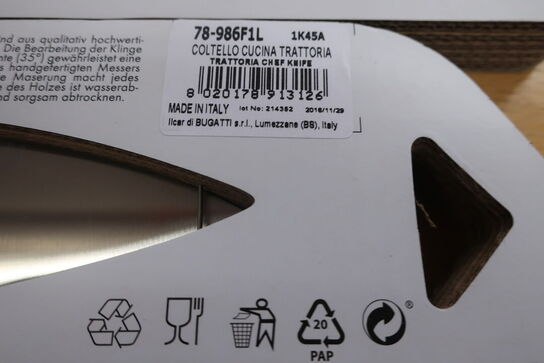 nd aus qualitativ hochwerti-
Die Bearbeitung der Klinge
nte (35°) gewährleistet eine
handgefertigten Messers
e Maserung macht jedes
e des Holzes ist wasserab-
nd sorgsam abtrocknen.
78-986F1L 1K45A
COLTELLO CUCINA TRATTORIA
TRATTORIA CHEF KNIFE
8 020178 913126
MADE IN ITALY lot No: 214352 2016/11/29
Ilcar di BUGATTI s.r.l., Lumezzane (BS), Italy
20
PAP
®